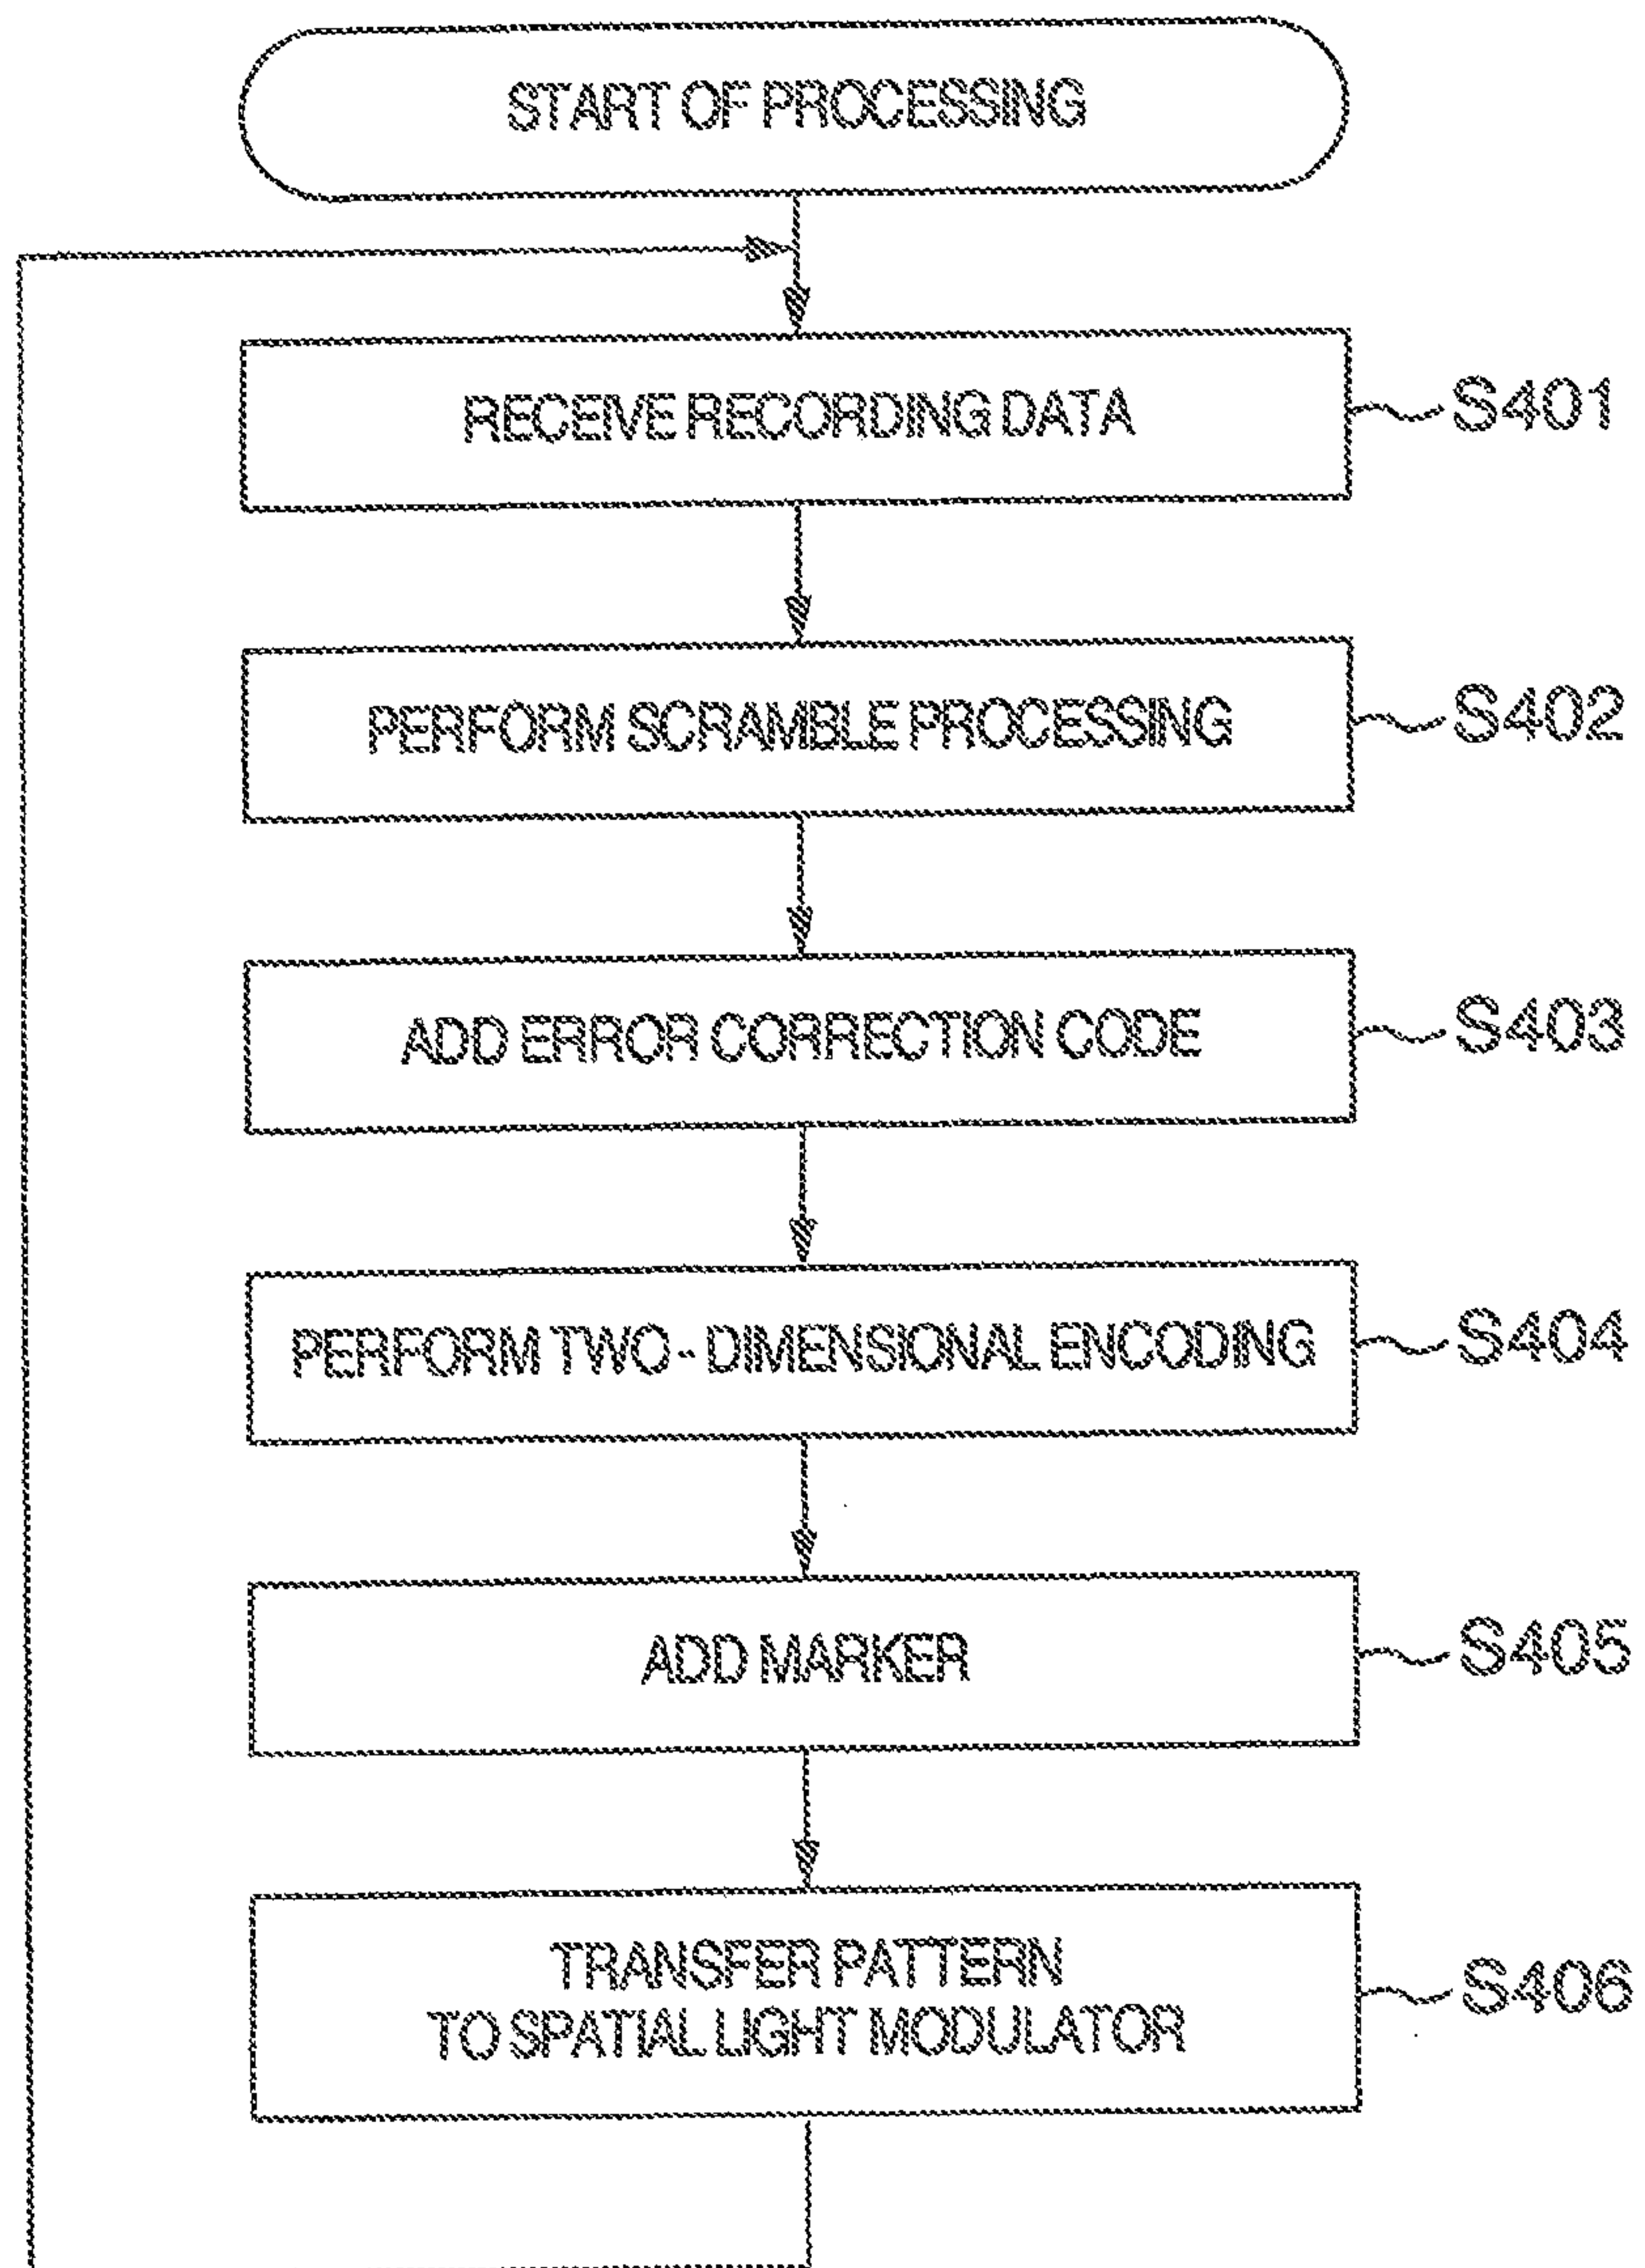 START OF PROCESSING
RECEIVE RECORDING DATA
S401
PERFORM SCRAMBLE PROCESSING
S402
ADD ERROR CORRECTION CODE
S403
PERFORM TWO-DIMENSIONAL ENCODING
S404
ADD MARKER
S405
TRANSFER PATTERN
TO SPATIAL LIGHT MODULATOR
S406